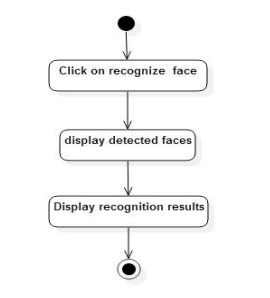 Click on recognize  face
display detected faces
Display recognition results